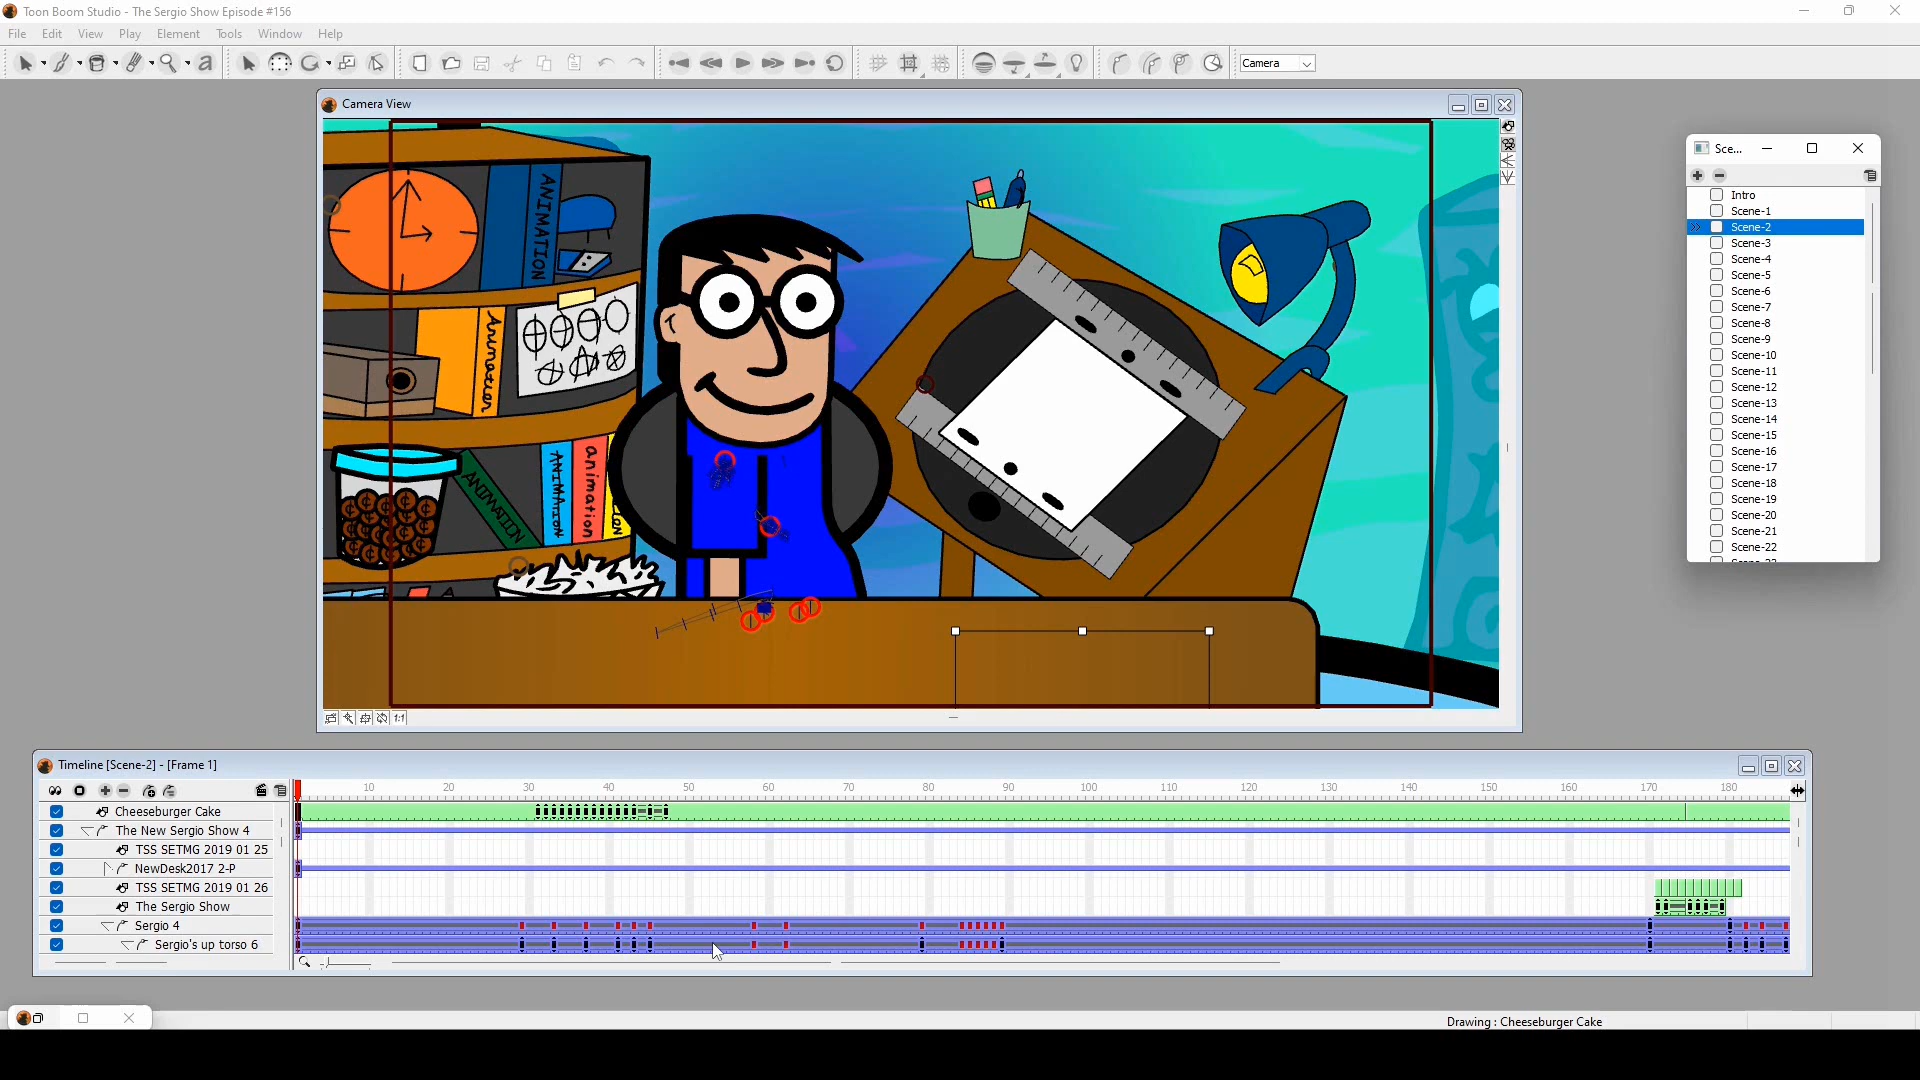 Toon Boom Studio - The Sergio Show Episode #156
File Edit View Play Element Tools Window Help
Camera
Camera View
ANIMATION
Animation
ANIMATION
ANIMATION
animation
Timeline [Scene-2] - [Frame 1]
10 20 30 40 50 60 70 80 90 100 110 120 130 140 150 160 170 180
Cheeseburger Cake
The New Sergio Show 4
TSS SETMG 2019 01 25
NewDesk2017 2-P
TSS SETMG 2019 01 26
The Sergio Show
Sergio 4
Sergio's up torso 6
1:1
Sce...
Intro
Scene-1
Scene-2
Scene-3
Scene-4
Scene-5
Scene-6
Scene-7
Scene-8
Scene-9
Scene-10
Scene-11
Scene-12
Scene-13
Scene-14
Scene-15
Scene-16
Scene-17
Scene-18
Scene-19
Scene-20
Scene-21
Scene-22
Drawing : Cheeseburger Cake